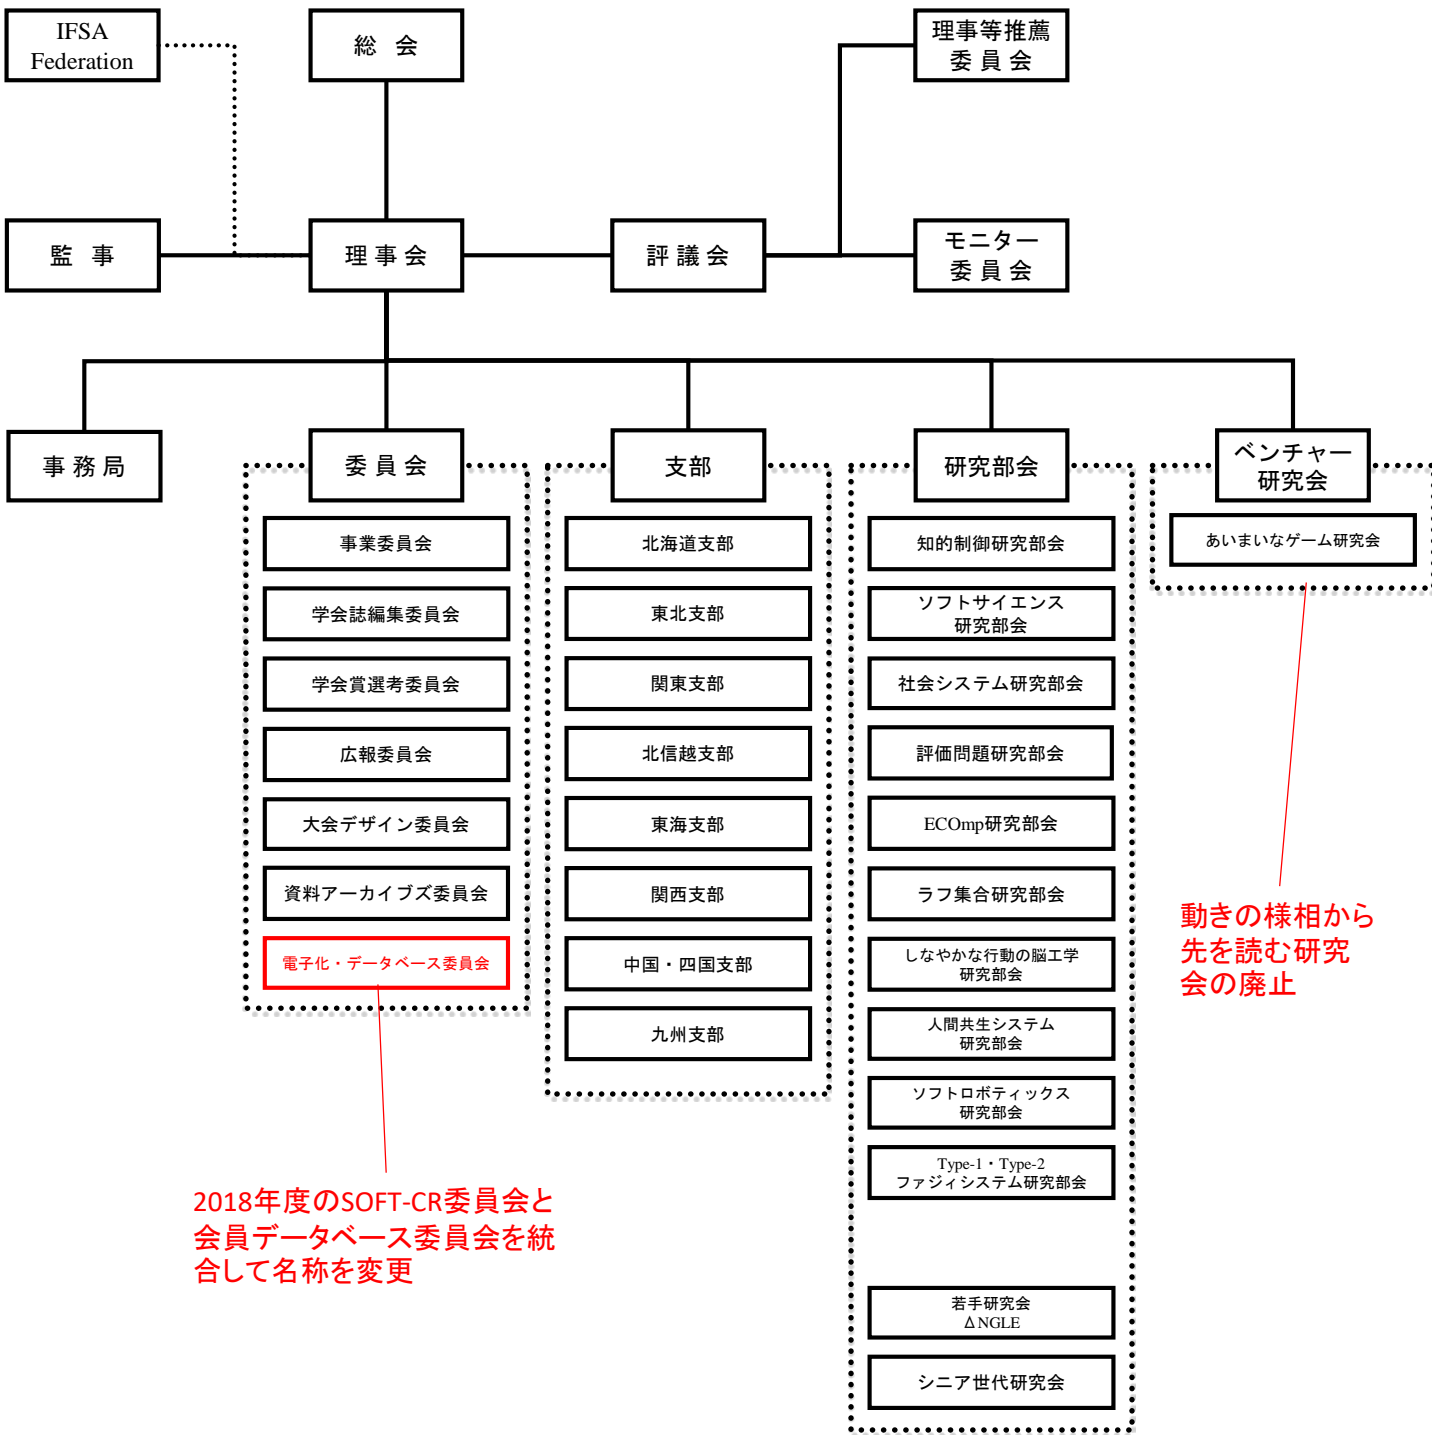 IFSA
Federation
総 会
理事等推薦
委 員 会
監 事
理 事 会
評 議 会
モニター
委 員 会
事 務 局
委 員 会
事業委員会
学会誌編集委員会
学会賞選考委員会
広報委員会
大会デザイン委員会
資料アーカイブズ委員会
電子化・データベース委員会
支部
北海道支部
東北支部
関東支部
北信越支部
東海支部
関西支部
中国・四国支部
九州支部
研究部会
知的制御研究部会
ソフトサイエンス
研究部会
社会システム研究部会
評価問題研究部会
ECOmp研究部会
ラフ集合研究部会
しなやかな行動の脳工学
研究部会
人間共生システム
研究部会
ソフトロボティックス
研究部会
Type-1・Type-2
ファジィシステム研究部会
若手研究会
ΔNGLE
シニア世代研究会
ベンチャー
研究会
あいまいなゲーム研究会
動きの様相から
先を読む研究
会の廃止
2018年度のSOFT-CR委員会と
会員データベース委員会を統
合して名称を変更